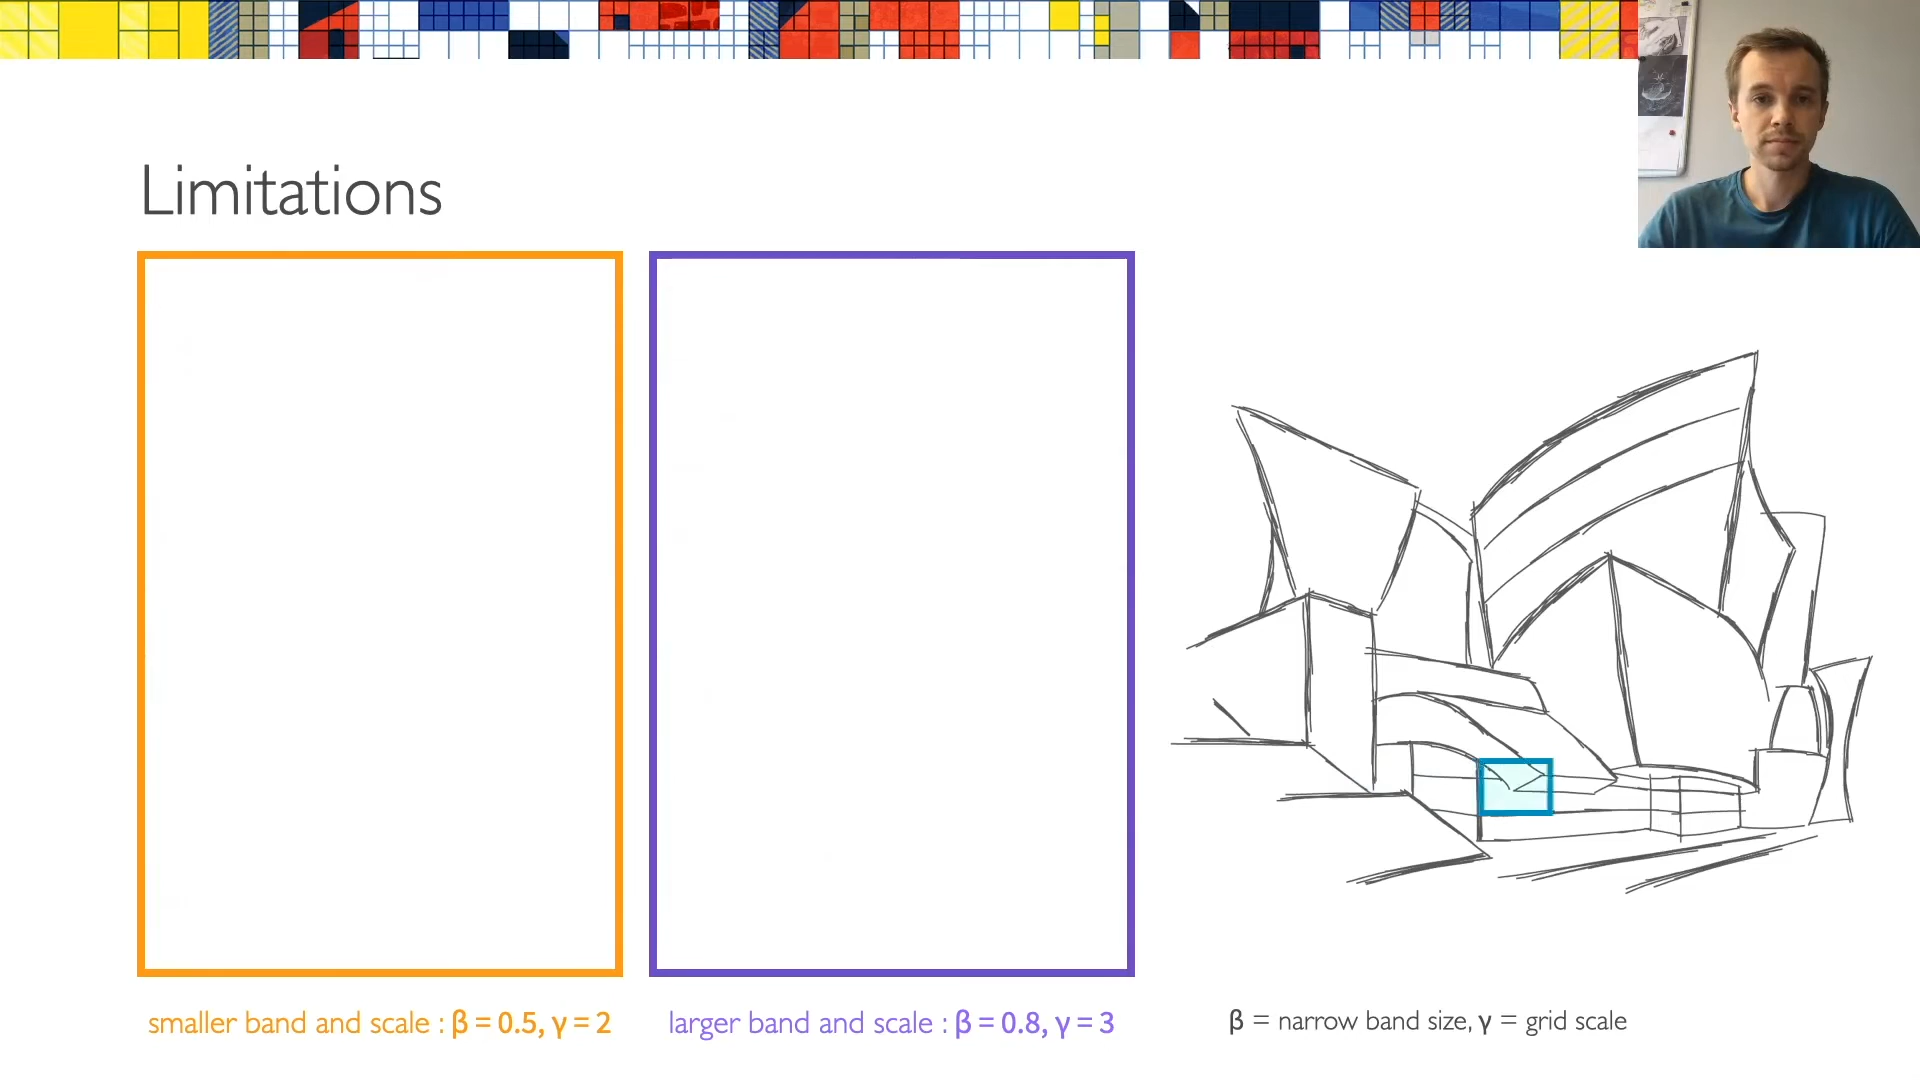 Limitations
smaller band and scale : β = 0.5, γ = 2
larger band and scale : β = 0.8, γ = 3
β = narrow band size, γ = grid scale